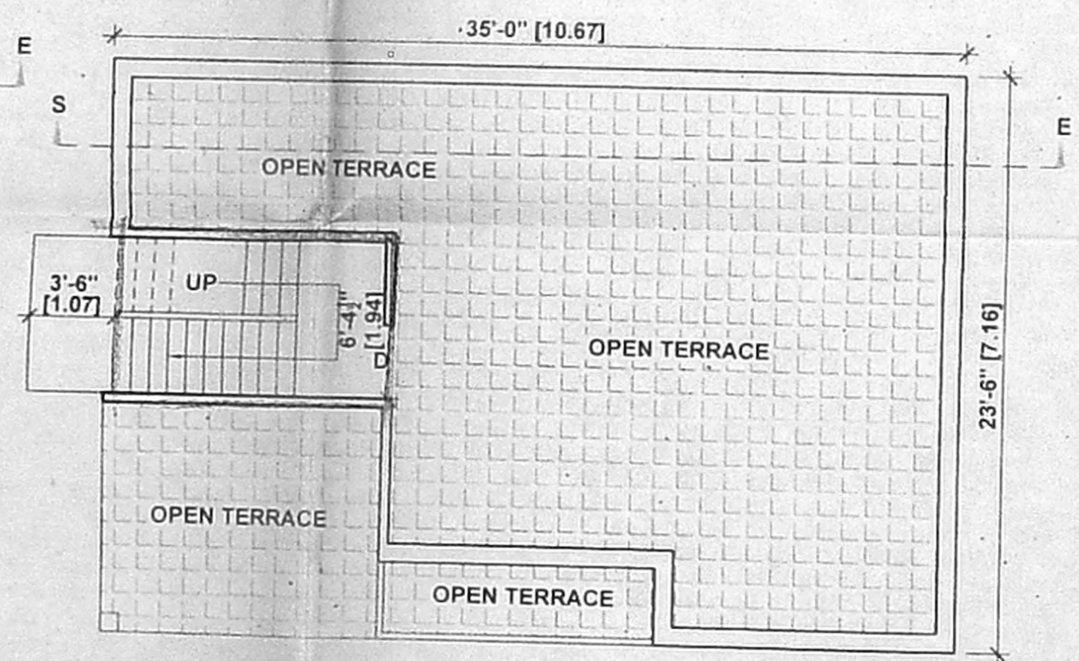 35'-0" [10.67]
E
S
E
OPEN TERRACE
3'-6"
[1.07]
UP
6'-4½"
[1.94]
D
OPEN TERRACE
23'-6" [7.16]
OPEN TERRACE
OPEN TERRACE